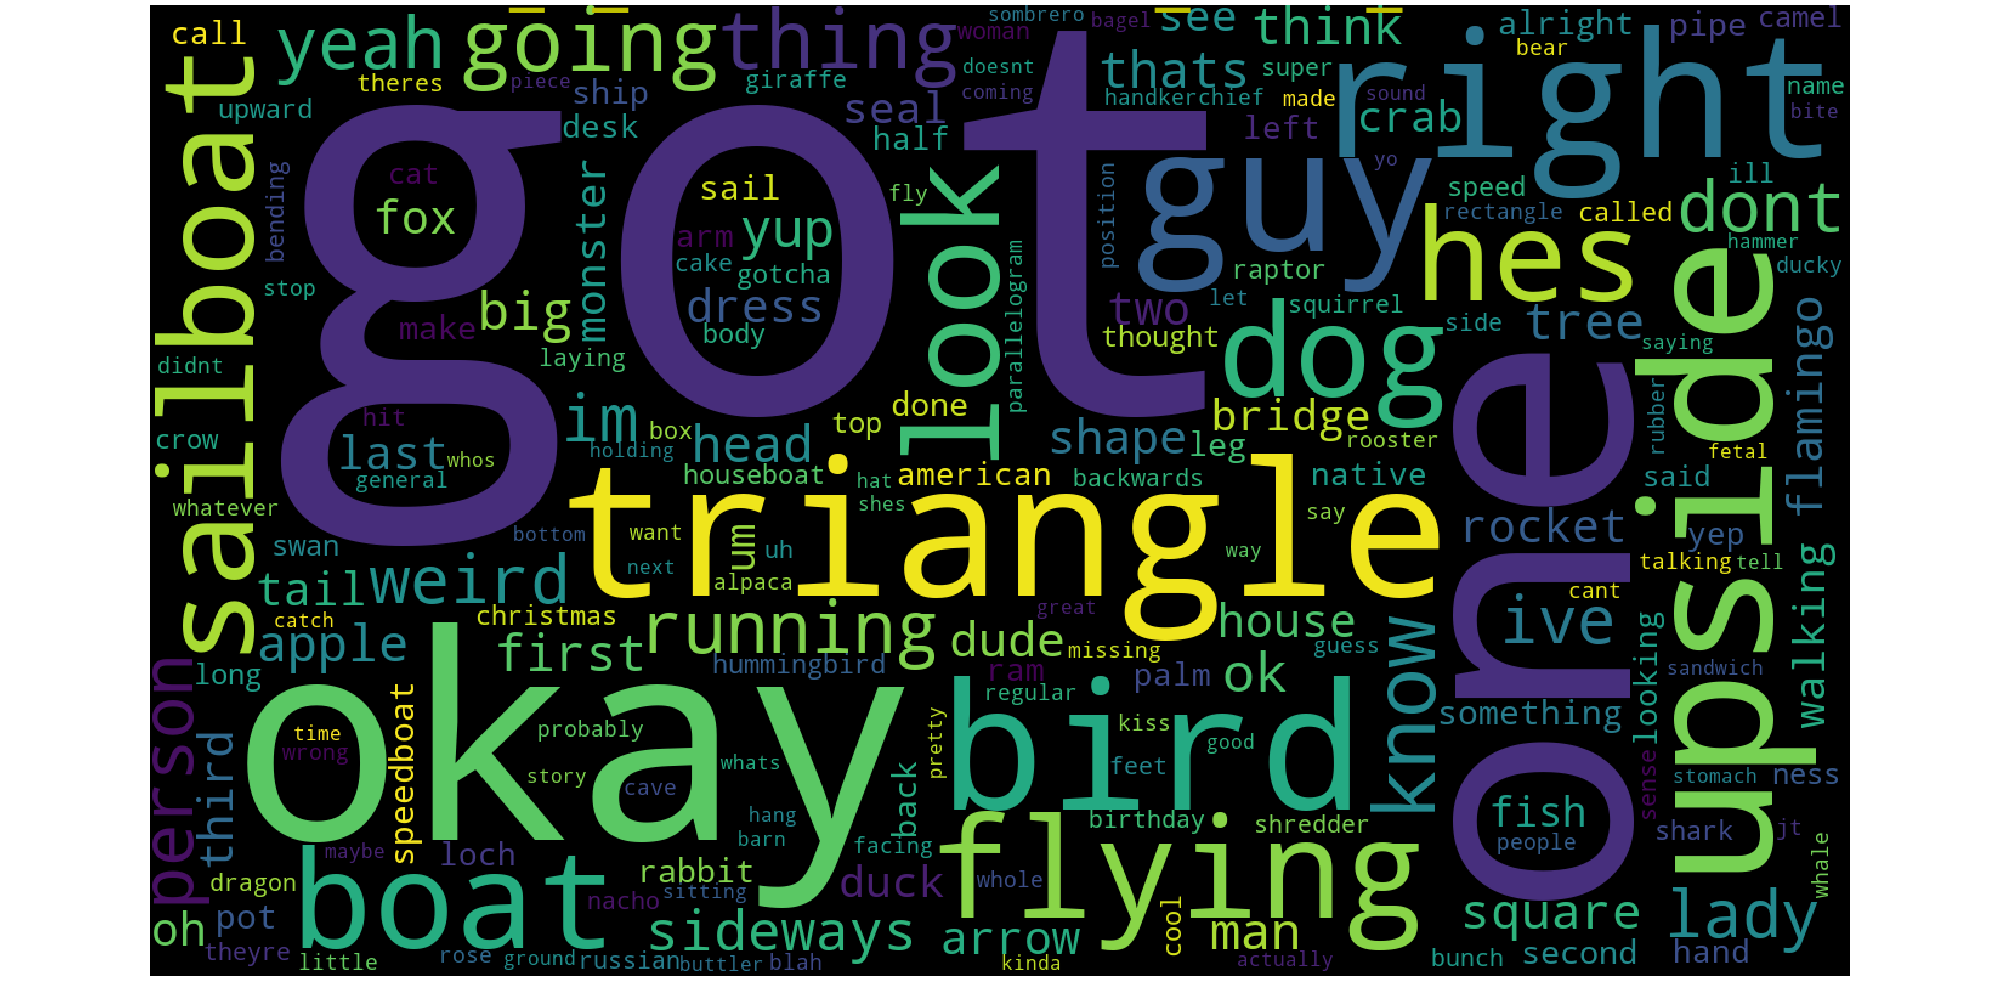 call
yeah
going
thing
sombrero
woman
bagel
see
think
alright
pipe
camel
bear
theres
piece
giraffe
doesnt
thats
super
name
upward
ship
seal
coming
handkerchief
made
sound
bite
right
sailboat
desk
half
left
crab
got
guy
yo
bending
cat
monster
sail
fly
look
position
speed
ill
fox
arm
yup
rectangle
called
dont
hes
hammer
stop
cake
gotcha
parallelogram
raptor
ducky
big
dress
let
squirrel
make
body
two
side
tree
upside
didnt
laying
thought
dog
saying
flamingo
hit
im
box
top
done
bridge
crow
last
whos
holding
head
shape
leg
rooster
rubber
fetal
general
houseboat
hat
american
backwards
native
said
whatever
shes
triangle
say
one
rocket
swan
bottom
want
um
uh
way
yep
tail
weird
next
alpaca
talking
tell
catch
christmas
running
great
cant
walking
apple
first
dude
missing
house
ive
guess
know
looking
long
hummingbird
ram
palm
ok
sandwich
person
okay
regular
bird
something
speedboat
time
probably
pretty
kiss
third
wrong
good
story
whats
feet
sense
stomach
ness
cave
back
hang
birthday
fish
barn
flying
shredder
shark
jt
maybe
loch
facing
people
whale
dragon
boat
rabbit
sitting
duck
whole
nacho
pot
square
lady
oh
sideways
arrow
cool
man
theyre
little
rose
ground
russian
buttler
blah
kinda
actually
bunch
second
hand